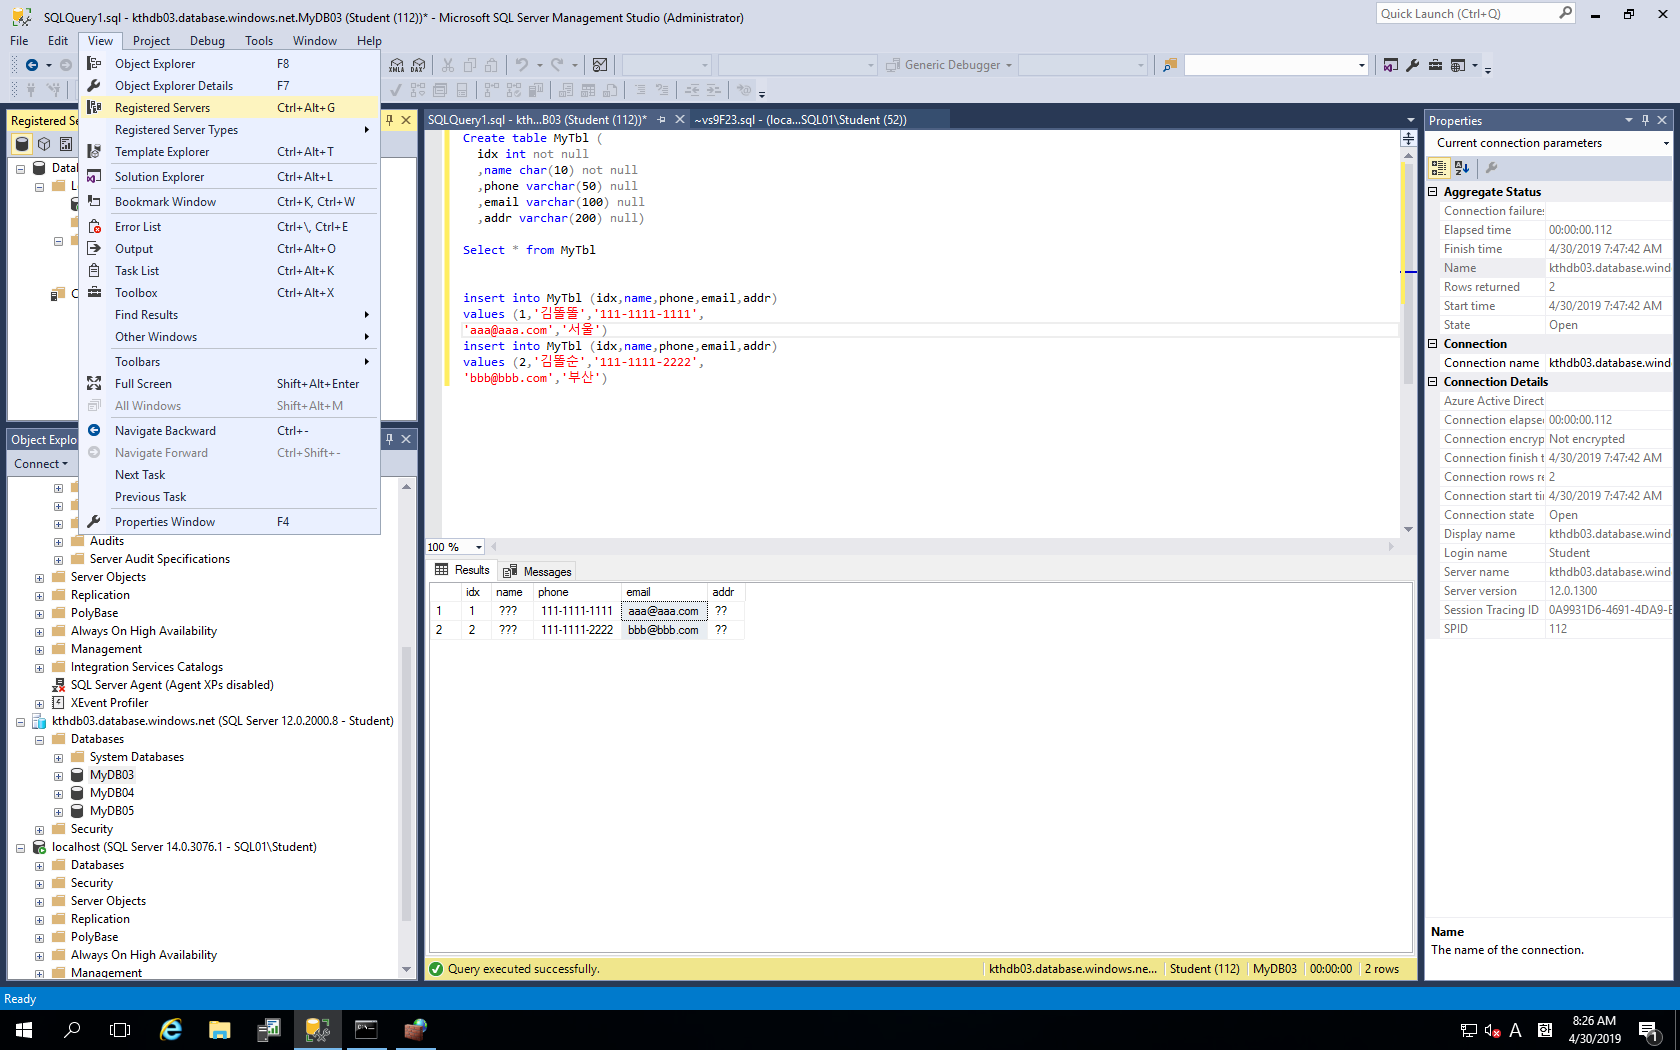 SQLQuery1.sql - kthdb03.database.windows.net.MyDB03 (Student (112))* - Microsoft SQL Server Management Studio (Administrator)
Quick Launch (Ctrl+Q)
File Edit View Project Debug Tools Window Help
Object Explorer F8
Object Explorer Details F7
Registered Servers Ctrl+Alt+G
Registered Server Types
Template Explorer Ctrl+Alt+T
Solution Explorer Ctrl+Alt+L
Bookmark Window Ctrl+K, Ctrl+W
Error List Ctrl+\, Ctrl+E
Output Ctrl+Alt+O
Task List Ctrl+Alt+K
Toolbox Ctrl+Alt+X
Find Results
Other Windows
Toolbars
Full Screen Shift+Alt+Enter
All Windows Shift+Alt+M
Navigate Backward Ctrl+-
Navigate Forward Ctrl+Shift+-
Next Task
Previous Task
Properties Window F4
XMLA DAX
Generic Debugger
Registered Se
Datab
L
C
Object Explo
Connect
Audits
Server Audit Specifications
Server Objects
Replication
PolyBase
Always On High Availability
Management
Integration Services Catalogs
SQL Server Agent (Agent XPs disabled)
XEvent Profiler
kthdb03.database.windows.net (SQL Server 12.0.2000.8 - Student)
Databases
System Databases
MyDB03
MyDB04
MyDB05
Security
localhost (SQL Server 14.0.3076.1 - SQL01\Student)
Databases
Security
Server Objects
Replication
PolyBase
Always On High Availability
Management
SQLQuery1.sql - kth...B03 (Student (112))* ~vs9F23.sql - (loca...SQL01\Student (52))
Create table MyTbl (
idx int not null
,name char(10) not null
,phone varchar(50) null
,email varchar(100) null
,addr varchar(200) null)
Select * from MyTbl
insert into MyTbl (idx,name,phone,email,addr)
values (1,'김똘똘','111-1111-1111',
'aaa@aaa.com','서울')
insert into MyTbl (idx,name,phone,email,addr)
values (2,'김똘순','111-1111-2222',
'bbb@bbb.com','부산')
100 %
Results Messages
idx name phone email addr
1 1 ??? 111-1111-1111 aaa@aaa.com ??
2 2 ??? 111-1111-2222 bbb@bbb.com ??
Query executed successfully. kthdb03.database.windows.ne... Student (112) MyDB03 00:00:00 2 rows
Properties
Current connection parameters
Aggregate Status
Connection failures
Elapsed time 00:00:00.112
Finish time 4/30/2019 7:47:42 AM
Name kthdb03.database.wind
Rows returned 2
Start time 4/30/2019 7:47:42 AM
State Open
Connection
Connection name kthdb03.database.wind
Connection Details
Azure Active Direct
Connection elapse 00:00:00.112
Connection encryp Not encrypted
Connection finish t 4/30/2019 7:47:42 AM
Connection rows re 2
Connection start ti 4/30/2019 7:47:42 AM
Connection state Open
Display name kthdb03.database.wind
Login name Student
Server name kthdb03.database.wind
Server version 12.0.1300
Session Tracing ID 0A9931D6-4691-4DA9-E
SPID 112
Name
The name of the connection.
Ready
A
8:26 AM
4/30/2019
1